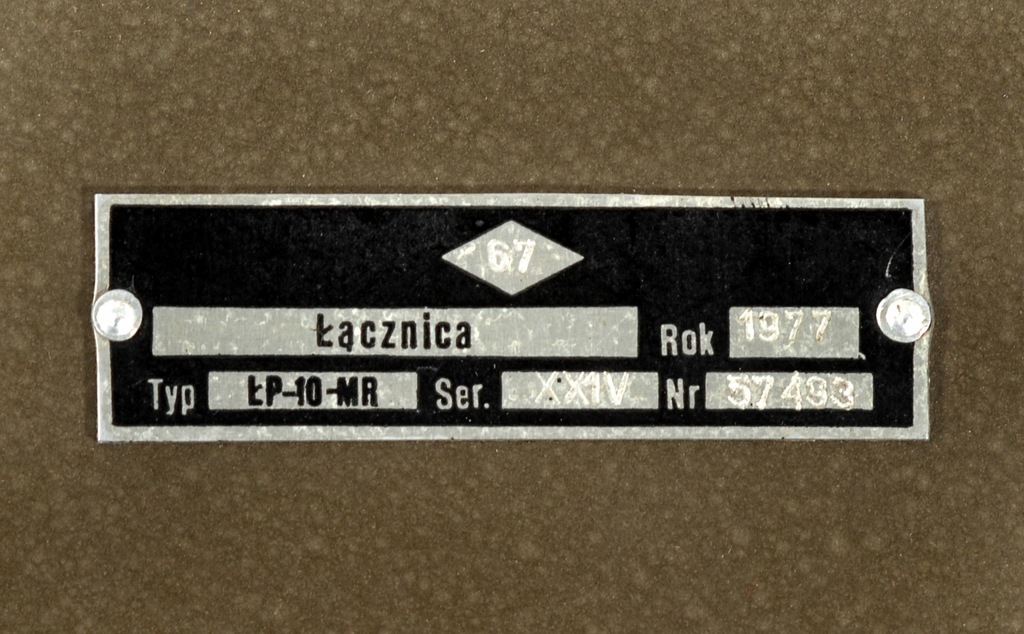 67
Łącznica Rok 1977
Typ ŁP-10-MR Ser. XXIV Nr 57493